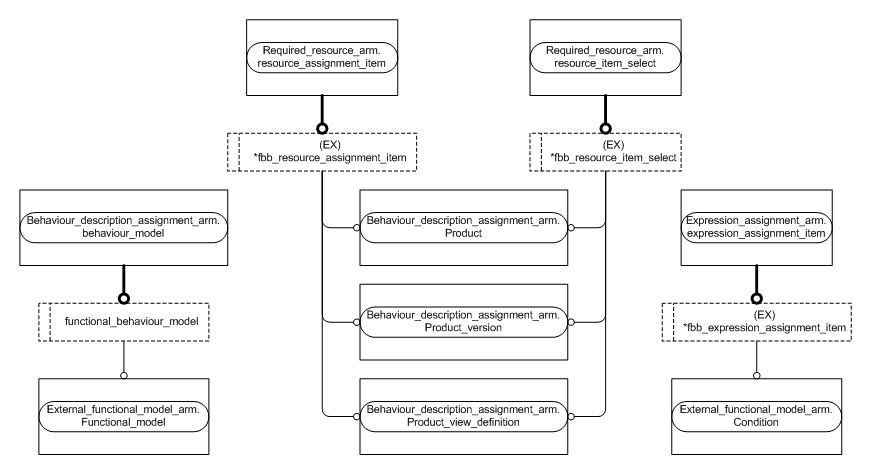 Required_resource_arm.
resource_assignment_item
Required_resource_arm.
resource_item_select
(EX)
*fbb_resource_assignment_item
(EX)
*fbb_resource_item_select
Behaviour_description_assignment_arm.
behaviour_model
Behaviour_description_assignment_arm.
Product
Expression_assignment_arm.
expression_assignment_item
functional_behaviour_model
Behaviour_description_assignment_arm.
Product_version
(EX)
*fbb_expression_assignment_item
External_functional_model_arm.
Functional_model
Behaviour_description_assignment_arm.
Product_view_definition
External_functional_model_arm.
Condition